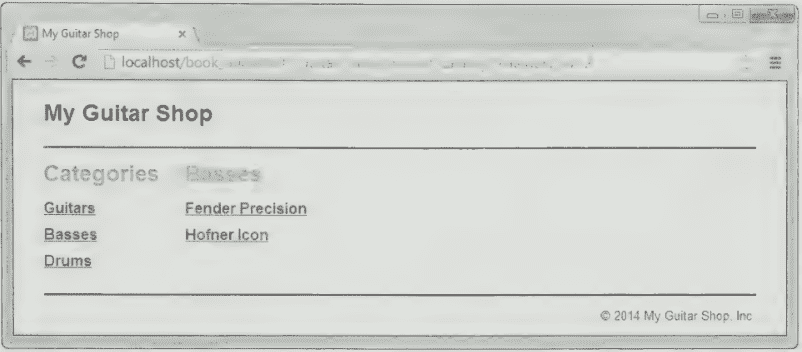 My Guitar Shop
localhost/book_
My Guitar Shop
Categories Basses
Guitars Fender Precision
Basses Hofner Icon
Drums
© 2014 My Guitar Shop, Inc